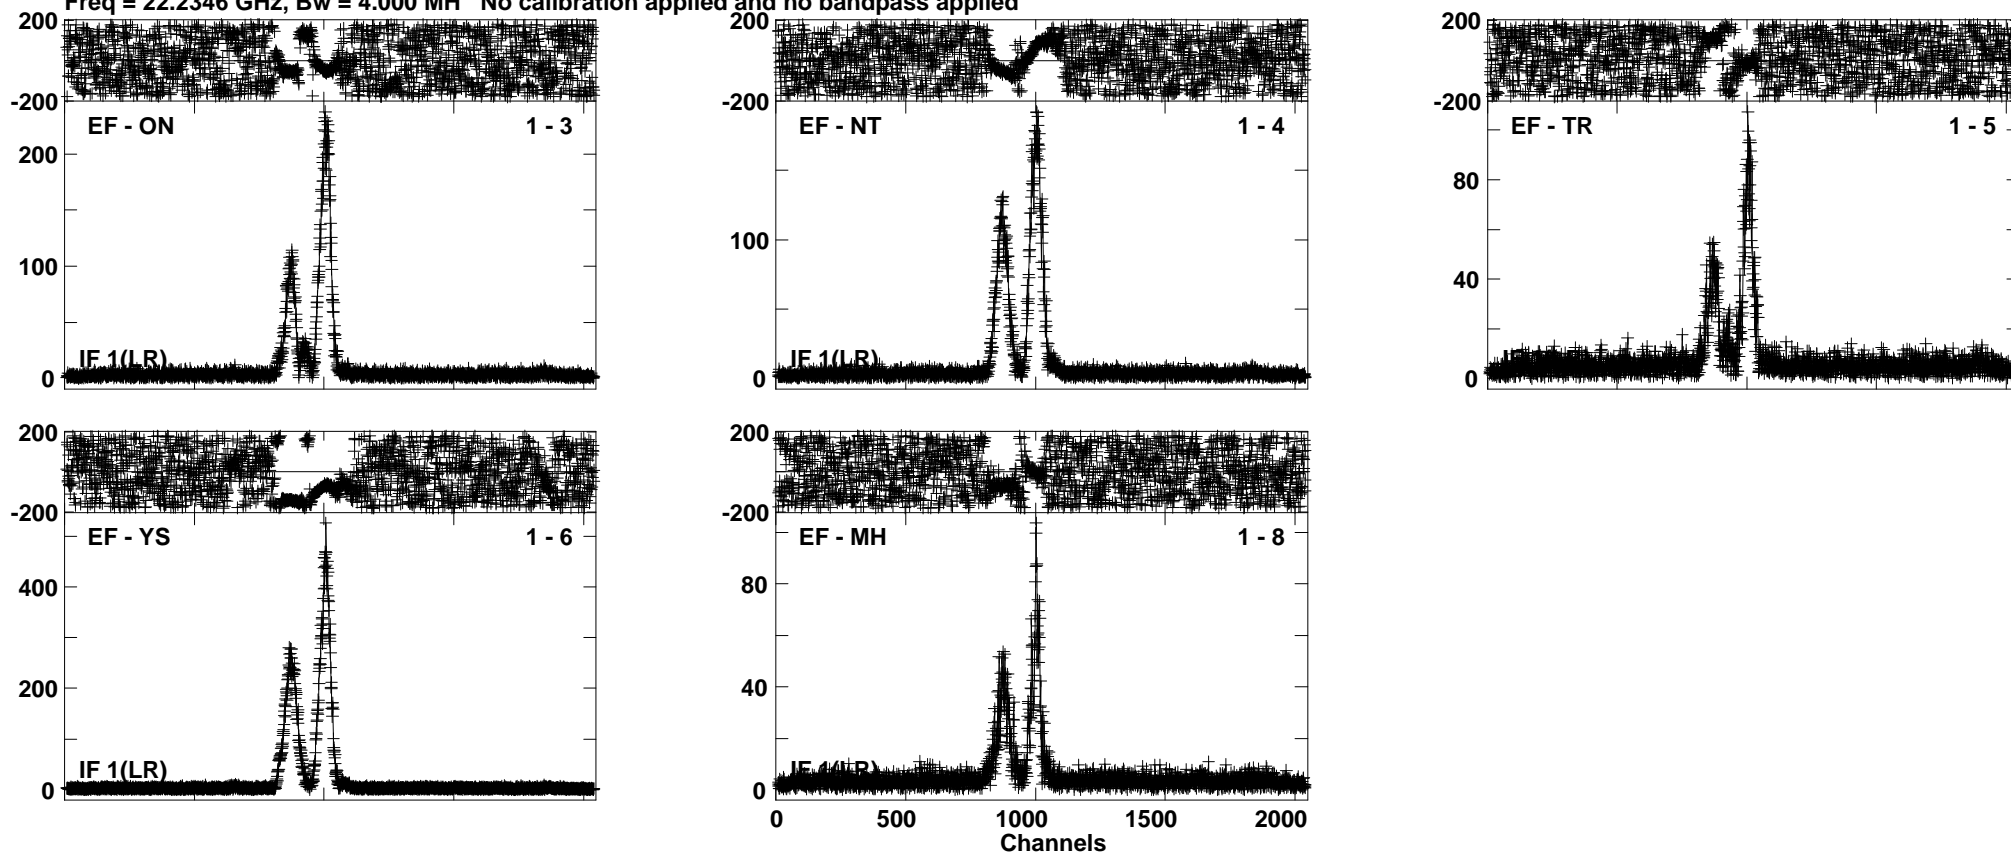 Freq = 22.2346 GHz, Bw = 4.000 MH No calibration applied and no bandpass applied
200
-200
EF - ON 1 - 3
200
100
0
IF 1(LR)
200
-200
EF - NT 1 - 4
100
0
IF 1(LR)
200
-200
EF - TR 1 - 5
80
40
0
200
-200
EF - YS 1 - 6
400
200
0
IF 1(LR)
200
-200
EF - MH 1 - 8
80
40
0
IF 1(LR)
0 500 1000 1500 2000
Channels